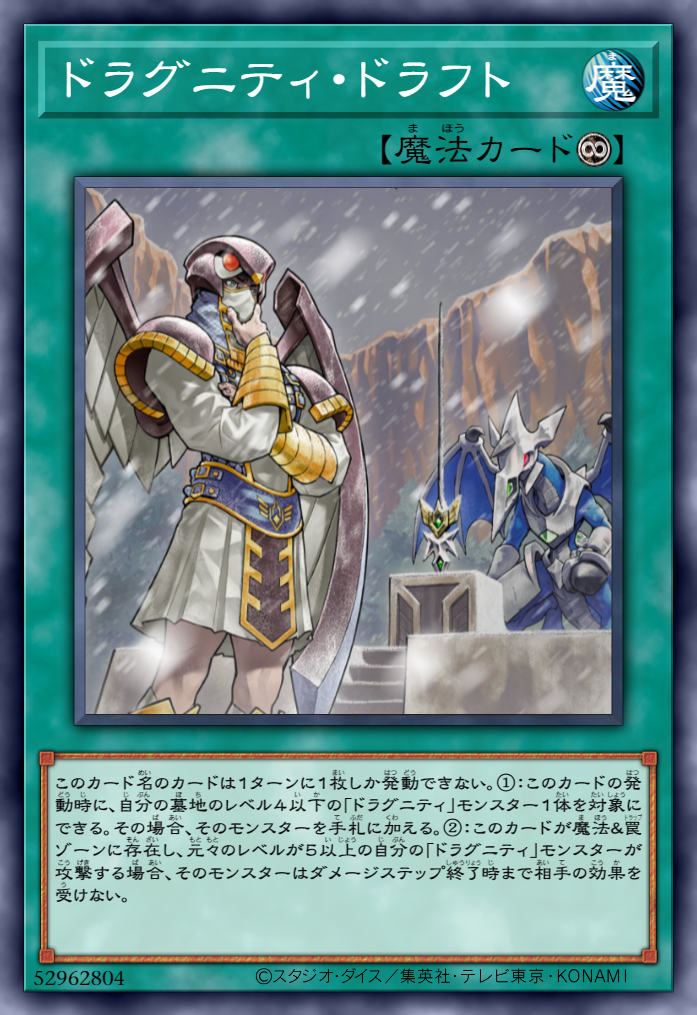 ドラグニティ・ドラフト
魔
【魔法カード】
このカード名のカードは1ターンに1枚しか発動できない。①：このカードの発
動時に、自分の墓地のレベル4以下の「ドラグニティ」モンスター1体を対象に
できる。その場合、そのモンスターを手札に加える。②：このカードが魔法&罠
ゾーンに存在し、元々のレベルが5以上の自分の「ドラグニティ」モンスターが
攻撃する場合、そのモンスターはダメージステップ終了時まで相手の効果を
受けない。
52962804
©スタジオ・ダイス／集英社・テレビ東京・KONAMI